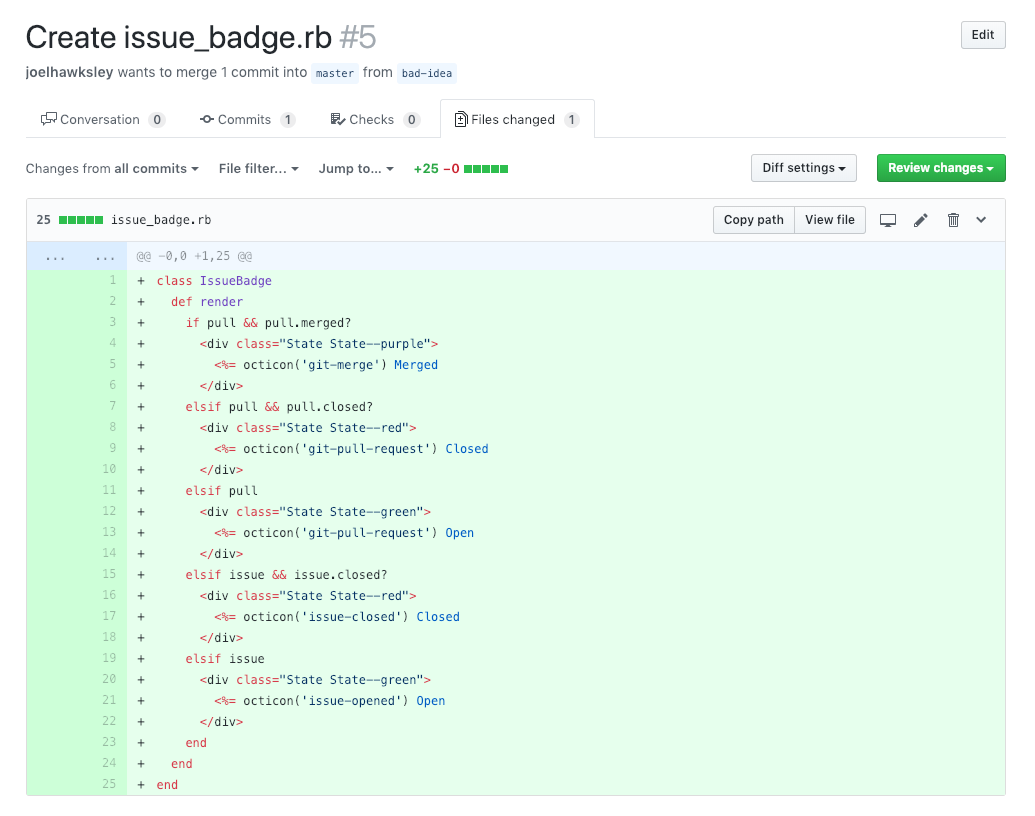 Create issue_badge.rb #5
Edit
joelhawksley wants to merge 1 commit into master from bad-idea
Conversation 0 Commits 1 Checks 0 Files changed 1
Changes from all commits File filter... Jump to... +25 −0 Diff settings Review changes
25 issue_badge.rb Copy path View file
... ... @@ −0,0 +1,25 @@
1 + class IssueBadge
2 +   def render
3 +     if pull && pull.merged?
4 +       <div class="State State--purple">
5 +         <%= octicon('git-merge') Merged
6 +       </div>
7 +     elsif pull && pull.closed?
8 +       <div class="State State--red">
9 +         <%= octicon('git-pull-request') Closed
10 +       </div>
11 +     elsif pull
12 +       <div class="State State--green">
13 +         <%= octicon('git-pull-request') Open
14 +       </div>
15 +     elsif issue && issue.closed?
16 +       <div class="State State--red">
17 +         <%= octicon('issue-closed') Closed
18 +       </div>
19 +     elsif issue
20 +       <div class="State State--green">
21 +         <%= octicon('issue-opened') Open
22 +       </div>
23 +     end
24 +   end
25 + end